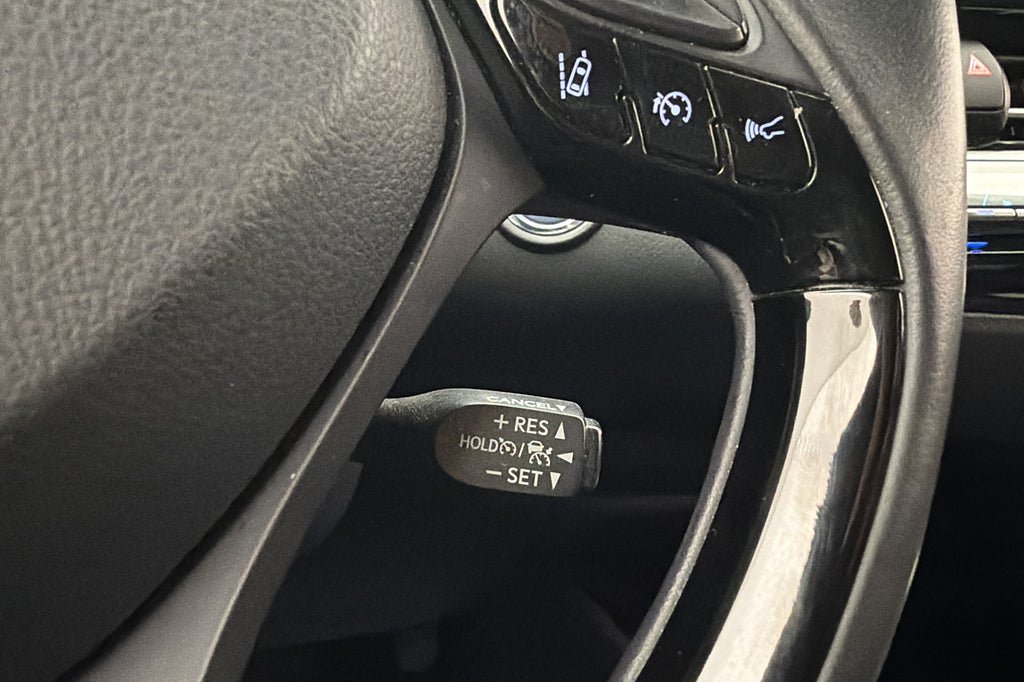 CANCEL▼
+ RES ▲
HOLD / ◀
− SET ▼